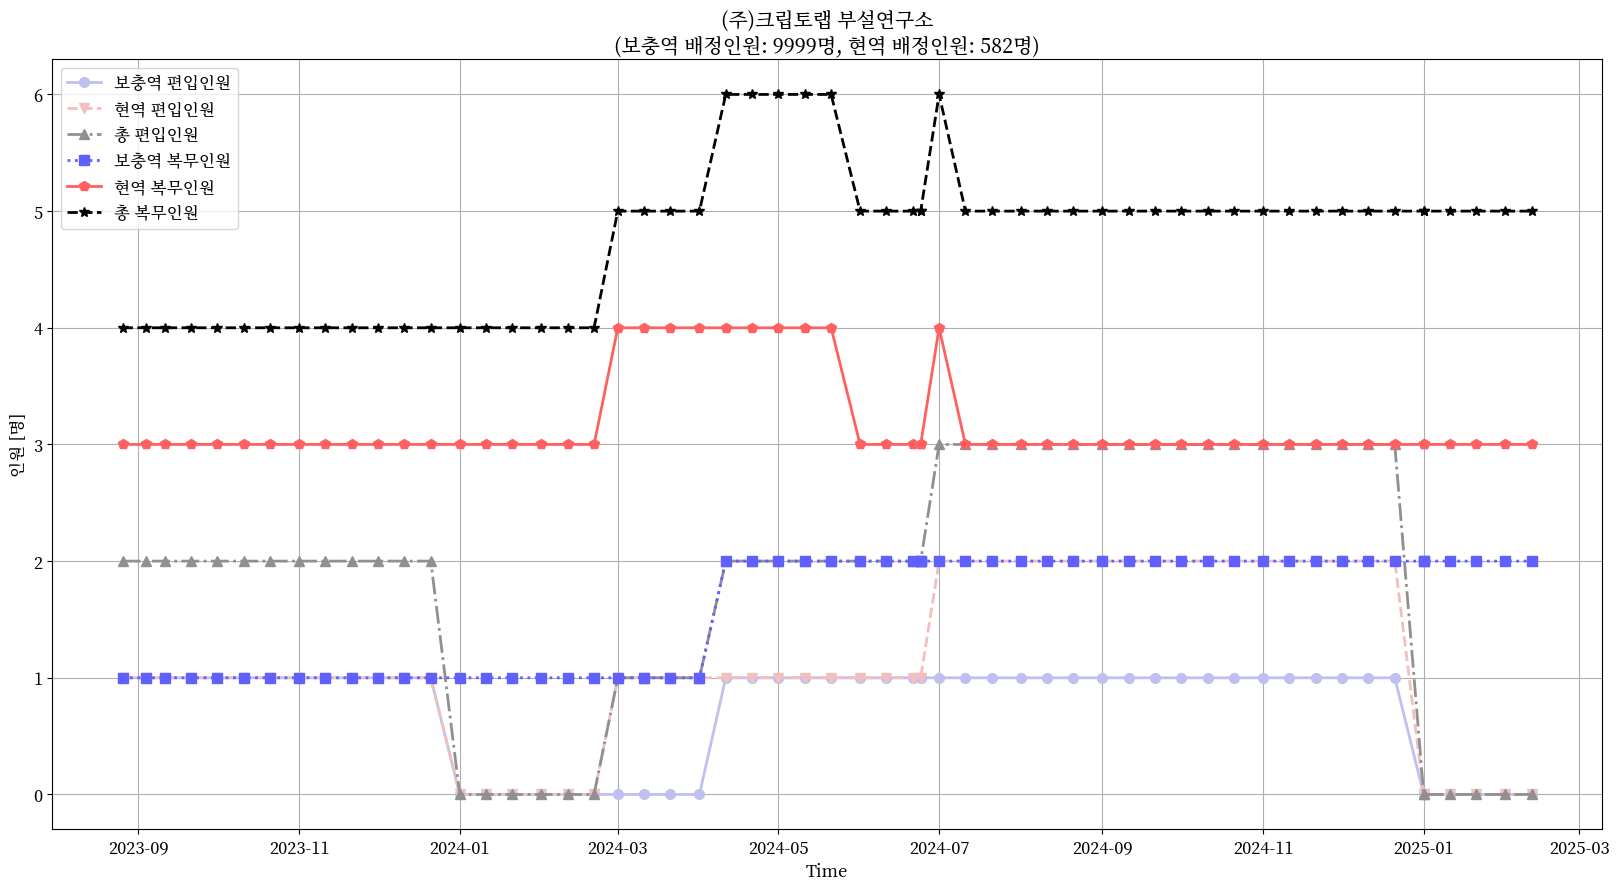 (주)크립토랩 부설연구소
(보충역 배정인원: 9999명, 현역 배정인원: 582명)
보충역 편입인원
현역 편입인원
총 편입인원
보충역 복무인원
현역 복무인원
총 복무인원
인원 [명]
6
5
4
3
2
1
0
2023-09
2023-11
2024-01
2024-03
2024-05
2024-07
2024-09
2024-11
2025-01
2025-03
Time